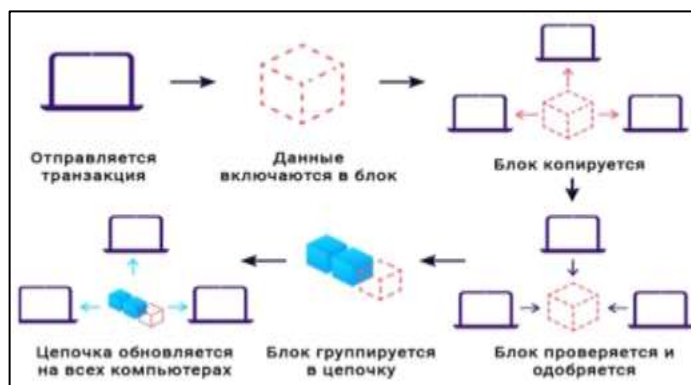 Отправляется
транзакция
Данные
включаются в блок
Блок копируется
Блок проверяется и
одобряется
Блок группируется
в цепочку
Цепочка обновляется
на всех компьютерах